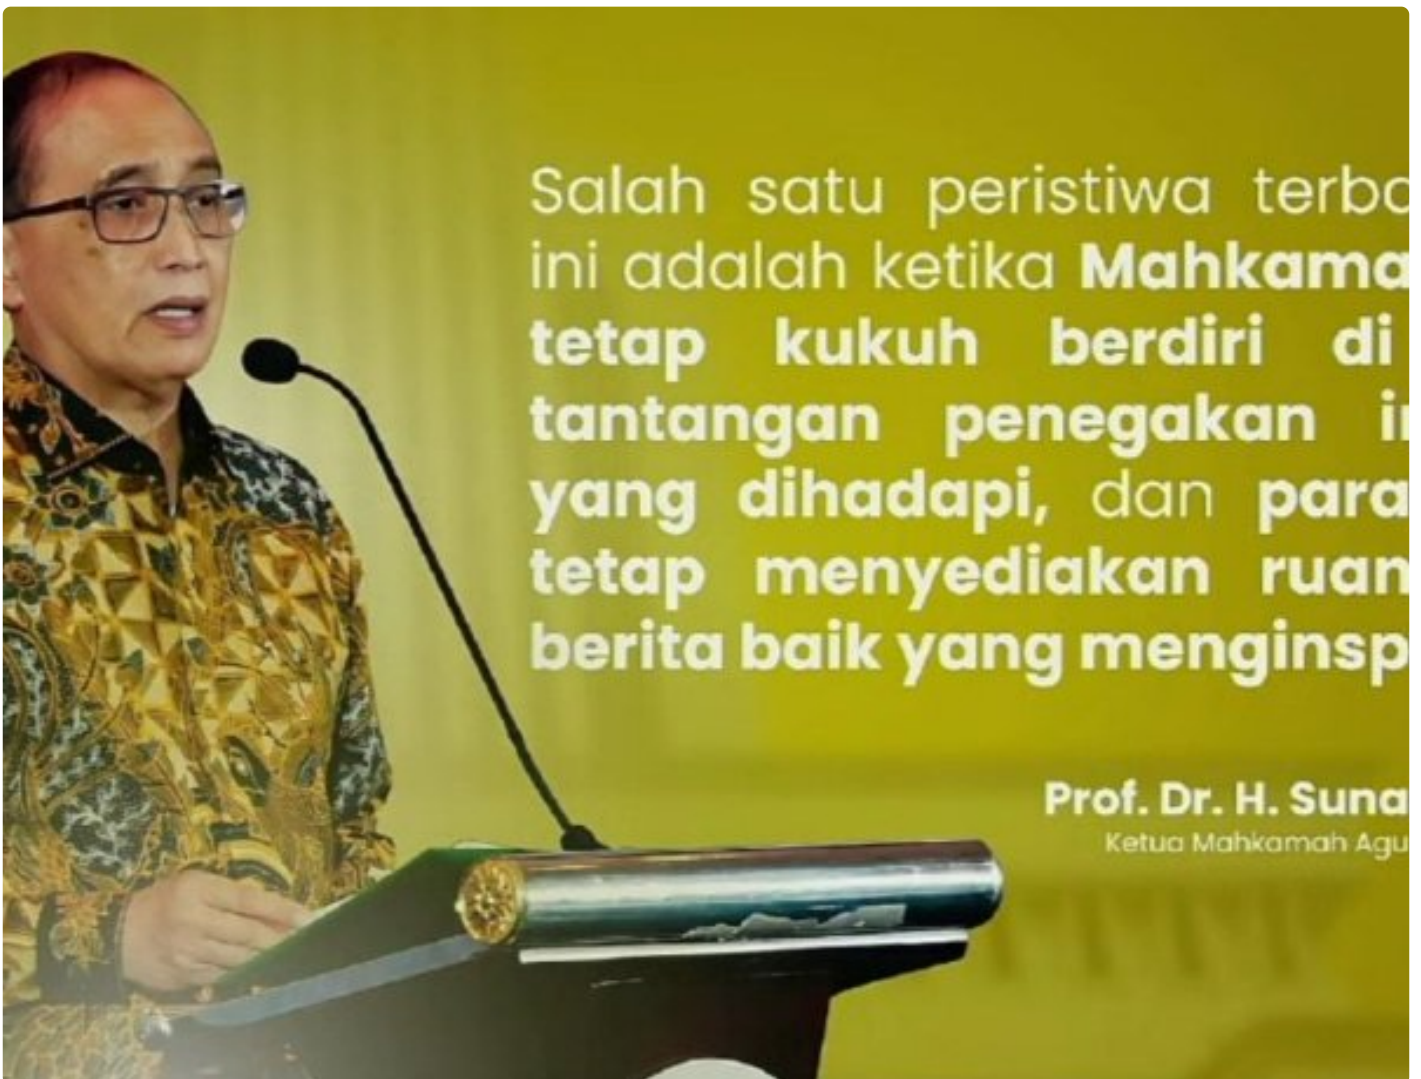 Salah satu peristiwa terba
ini adalah ketika Mahkama
tetap kukuh berdiri di
tantangan penegakan i
yang dihadapi, dan para
tetap menyediakan ruan
berita baik yang menginsp
Prof. Dr. H. Suna
Ketua Mahkamah Agu